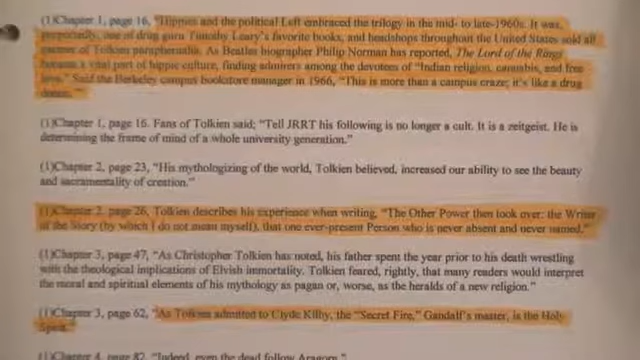 (1)Chapter 1, page 16, "Hippies and the political Left embraced the trilogy in the mid- to late-1960s. It was,
purportedly, one of drug guru Timothy Leary's favorite books, and headshops throughout the United States sold all
manner of Tolkien paraphernalia. As Beatles biographer Philip Norman has reported, The Lord of the Rings
became a vital part of hippie culture, finding admirers among the devotees of "Indian religion, cannabis, and free
love." Said the Berkeley campus bookstore manager in 1966, "This is more than a campus craze; it's like a drug
dream.""
(1)Chapter 1, page 16. Fans of Tolkien said; "Tell JRRT his following is no longer a cult. It is a zeitgeist. He is
determining the frame of mind of a whole university generation."
(1)Chapter 2, page 23, "His mythologizing of the world, Tolkien believed, increased our ability to see the beauty
and sacramentality of creation."
(1)Chapter 2, page 26, Tolkien describes his experience when writing, "The Other Power then took over: the Writer
of the Story (by which I do not mean myself), that one ever-present Person who is never absent and never named."
(1)Chapter 3, page 47, "As Christopher Tolkien has noted, his father spent the year prior to his death wrestling
with the theological implications of Elvish immortality. Tolkien feared, rightly, that many readers would interpret
the moral and spiritual elements of his mythology as pagan or, worse, as the heralds of a new religion."
(1)Chapter 3, page 62, "As Tolkien admitted to Clyde Kilby, the "Secret Fire," Gandalf's master, is the Holy
Spirit."
(1)Chapter 4, page 82, "Indeed, even the dead follow Aragorn."